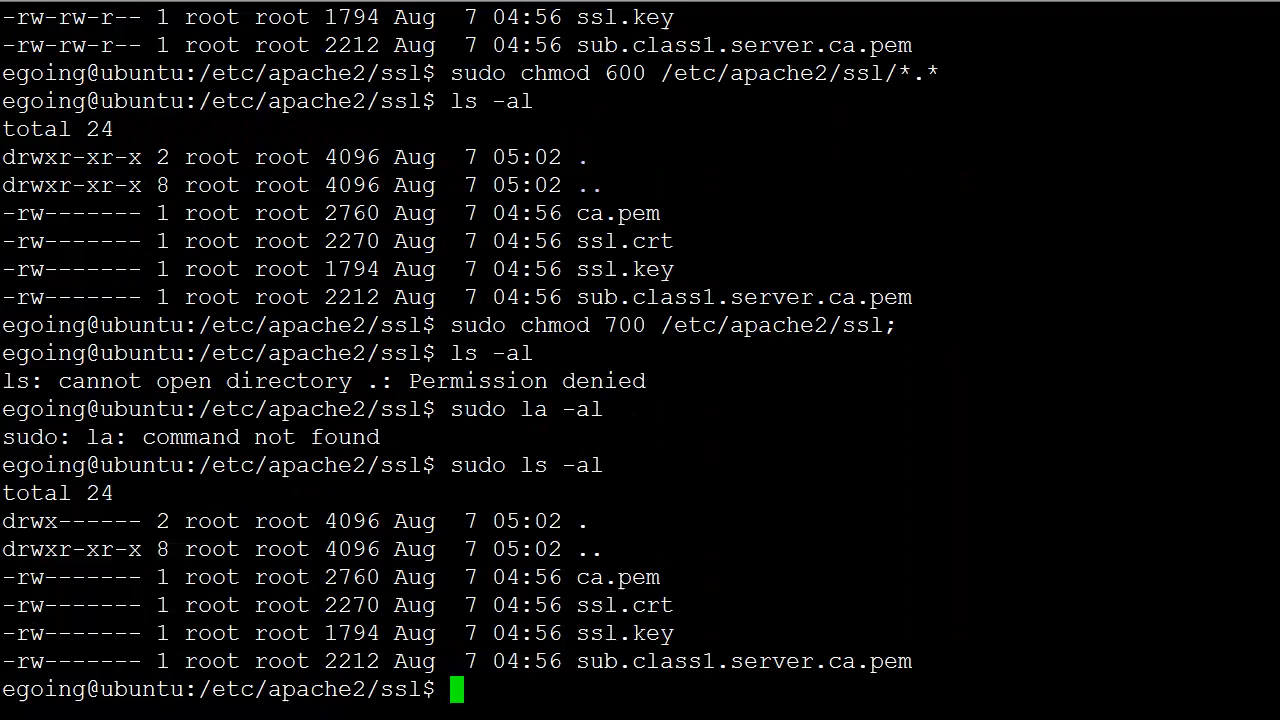 -rw-rw-r-- 1 root root 1794 Aug  7 04:56 ssl.key
-rw-rw-r-- 1 root root 2212 Aug  7 04:56 sub.class1.server.ca.pem
egoing@ubuntu:/etc/apache2/ssl$ sudo chmod 600 /etc/apache2/ssl/*.*
egoing@ubuntu:/etc/apache2/ssl$ ls -al
total 24
drwxr-xr-x 2 root root 4096 Aug  7 05:02 .
drwxr-xr-x 8 root root 4096 Aug  7 05:02 ..
-rw------- 1 root root 2760 Aug  7 04:56 ca.pem
-rw------- 1 root root 2270 Aug  7 04:56 ssl.crt
-rw------- 1 root root 1794 Aug  7 04:56 ssl.key
-rw------- 1 root root 2212 Aug  7 04:56 sub.class1.server.ca.pem
egoing@ubuntu:/etc/apache2/ssl$ sudo chmod 700 /etc/apache2/ssl;
egoing@ubuntu:/etc/apache2/ssl$ ls -al
ls: cannot open directory .: Permission denied
egoing@ubuntu:/etc/apache2/ssl$ sudo la -al
sudo: la: command not found
egoing@ubuntu:/etc/apache2/ssl$ sudo ls -al
total 24
drwx------ 2 root root 4096 Aug  7 05:02 .
drwxr-xr-x 8 root root 4096 Aug  7 05:02 ..
-rw------- 1 root root 2760 Aug  7 04:56 ca.pem
-rw------- 1 root root 2270 Aug  7 04:56 ssl.crt
-rw------- 1 root root 1794 Aug  7 04:56 ssl.key
-rw------- 1 root root 2212 Aug  7 04:56 sub.class1.server.ca.pem
egoing@ubuntu:/etc/apache2/ssl$